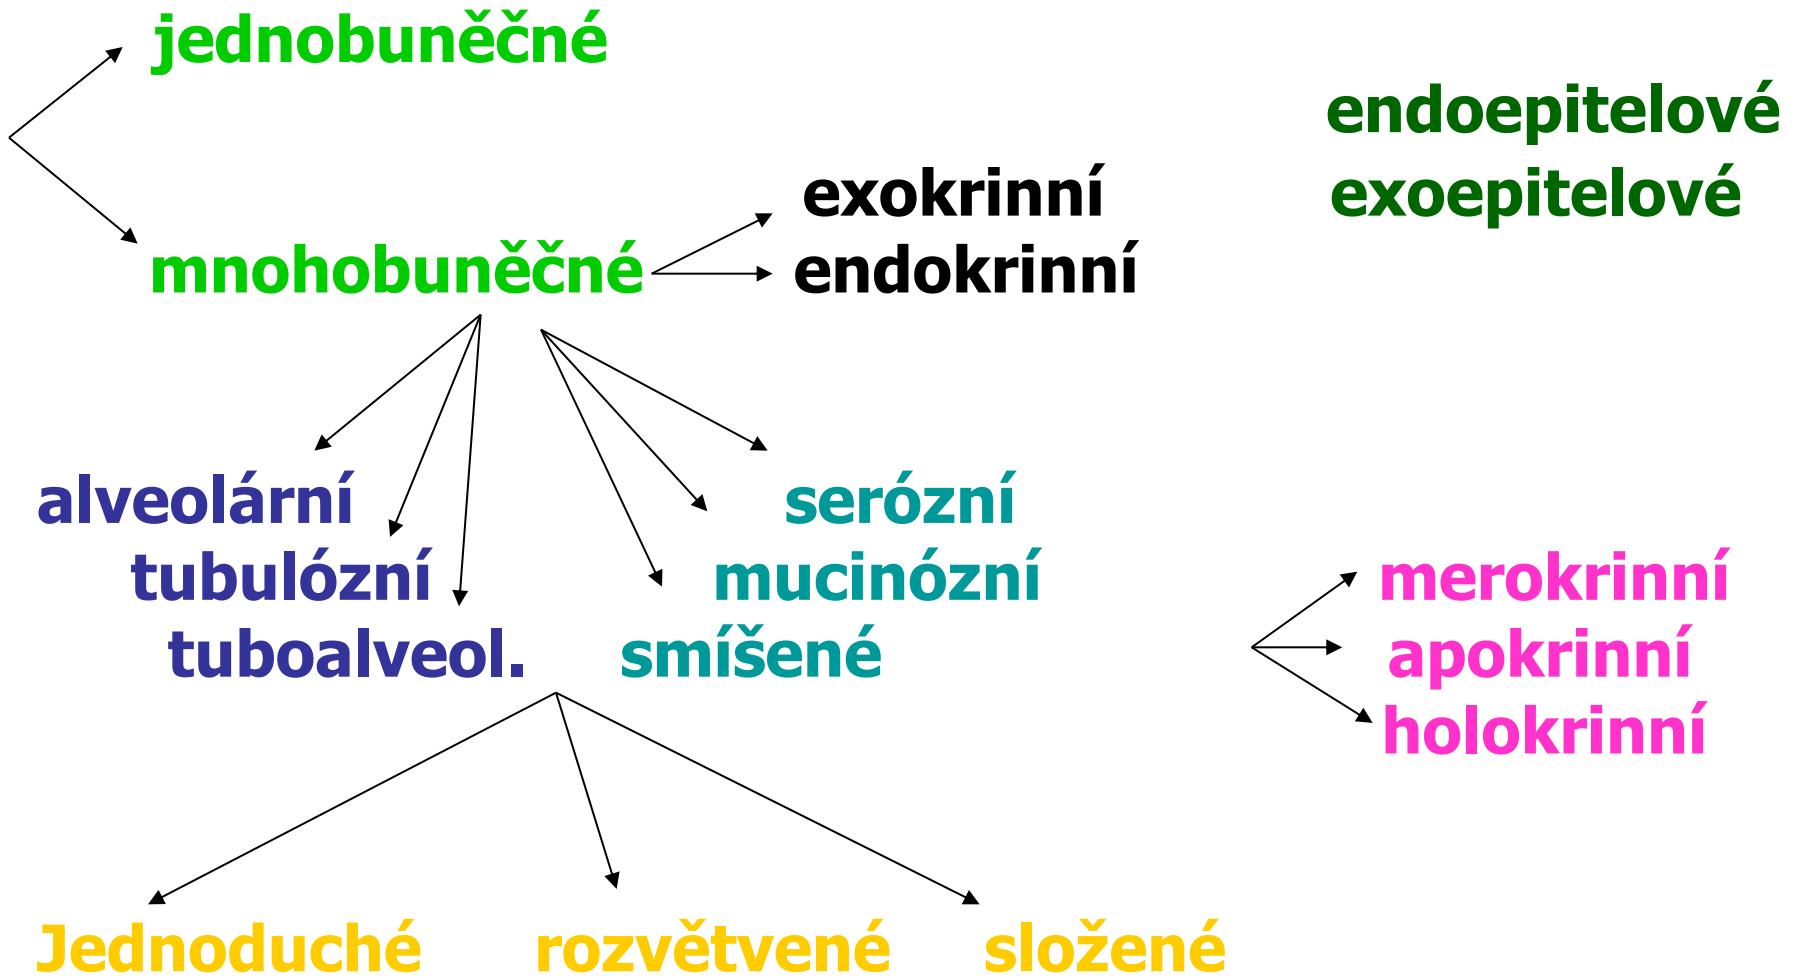 jednobuněčné
endoepitelové
exokrinní
exoepitelové
mnohobuněčné
endokrinní
alveolární
serózní
tubulózní
mucinózní
merokrinní
tuboalveol.
smíšené
apokrinní
holokrinní
Jednoduché
rozvětvené
složené